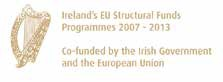 Ireland's EU Structural Funds
Programmes 2007 - 2013
Co-funded by the Irish Government
and the European Union